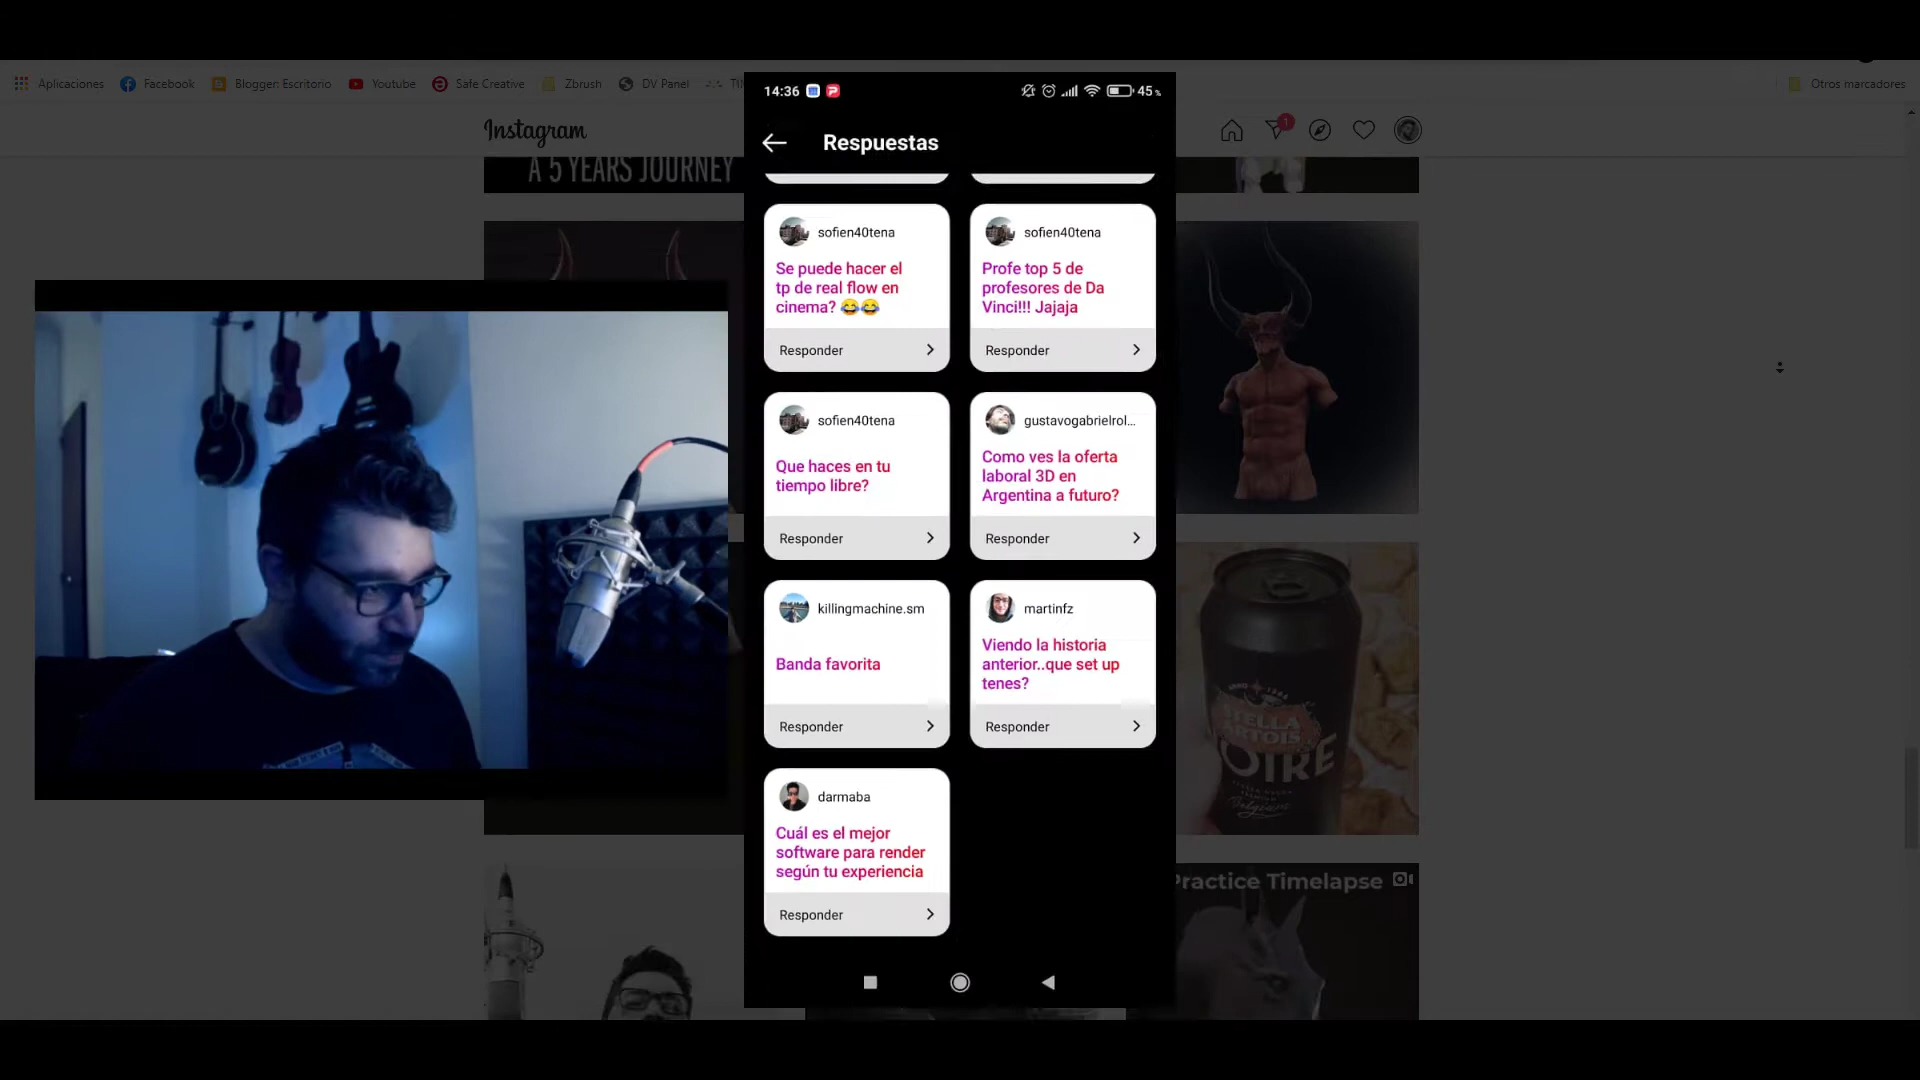 Aplicaciones
Facebook
Blogger: Escritorio
Youtube
Safe Creative
Zbrush
DV Panel
Otros marcadores
Instagram
1
A 5 YEARS JOURNEY
14:36
45%
Respuestas
sofien40tena
Se puede hacer el
tp de real flow en
cinema? 😂😂
Responder
sofien40tena
Profe top 5 de
profesores de Da
Vinci!!! Jajaja
Responder
sofien40tena
Que haces en tu
tiempo libre?
Responder
gustavogabrielrol...
Como ves la oferta
laboral 3D en
Argentina a futuro?
Responder
killingmachine.sm
Banda favorita
Responder
martinfz
Viendo la historia
anterior..que set up
tenes?
Responder
darmaba
Cuál es el mejor
software para render
según tu experiencia
Responder
STELLA
ARTOIS
Belgium
Practice Timelapse